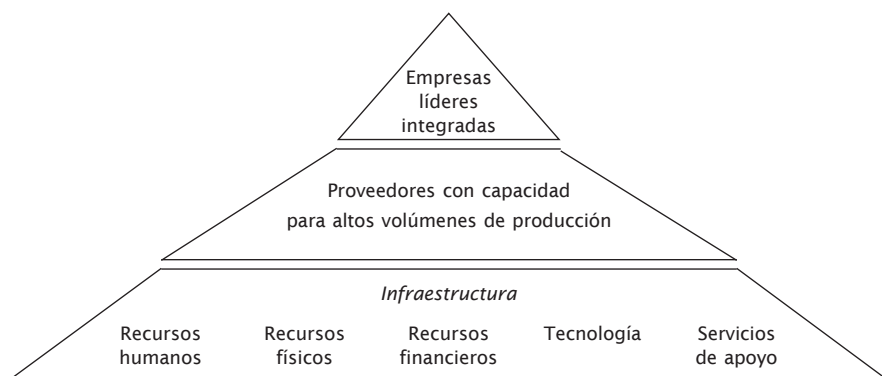 Empresas
líderes
integradas
Proveedores con capacidad
para altos volúmenes de producción
Infraestructura
Recursos
humanos
Recursos
físicos
Recursos
financieros
Tecnología
Servicios
de apoyo